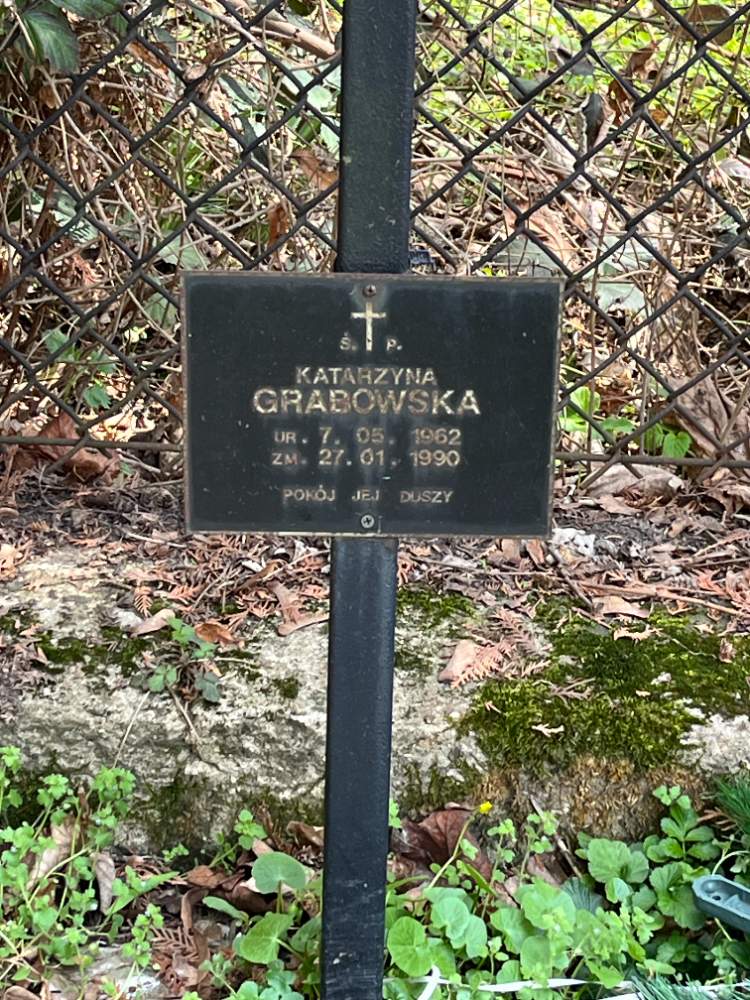 Ś. P.
KATARZYNA
GRABOWSKA
UR. 7. 05. 1962
ZM. 27. 01. 1990
POKÓJ JEJ DUSZY